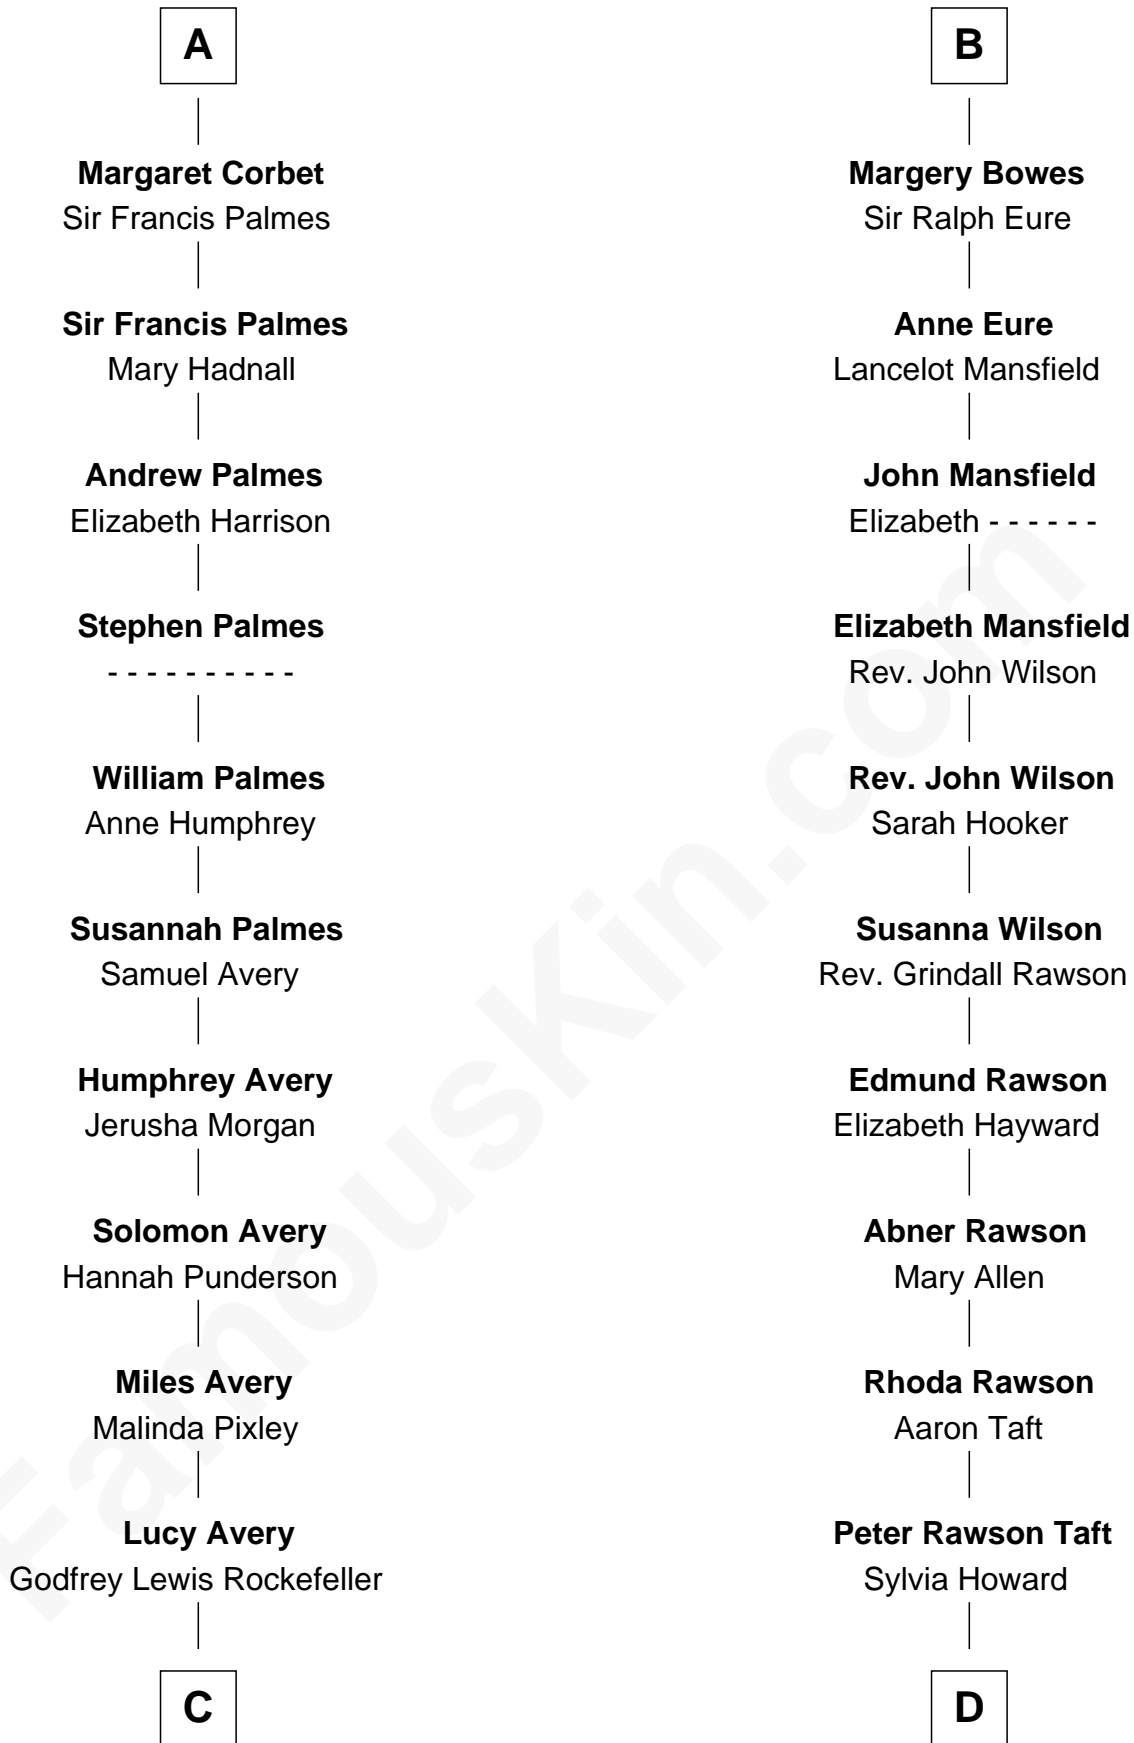 A
Margaret Corbet
Sir Francis Palmes
Sir Francis Palmes
Mary Hadnall
Andrew Palmes
Elizabeth Harrison
Stephen Palmes
- - - - - - - - - -
William Palmes
Anne Humphrey
Susannah Palmes
Samuel Avery
Humphrey Avery
Jerusha Morgan
Solomon Avery
Hannah Punderson
Miles Avery
Malinda Pixley
Lucy Avery
Godfrey Lewis Rockefeller
C
B
Margery Bowes
Sir Ralph Eure
Anne Eure
Lancelot Mansfield
John Mansfield
Elizabeth - - - - - -
Elizabeth Mansfield
Rev. John Wilson
Rev. John Wilson
Sarah Hooker
Susanna Wilson
Rev. Grindall Rawson
Edmund Rawson
Elizabeth Hayward
Abner Rawson
Mary Allen
Rhoda Rawson
Aaron Taft
Peter Rawson Taft
Sylvia Howard
D
FamousKin.com